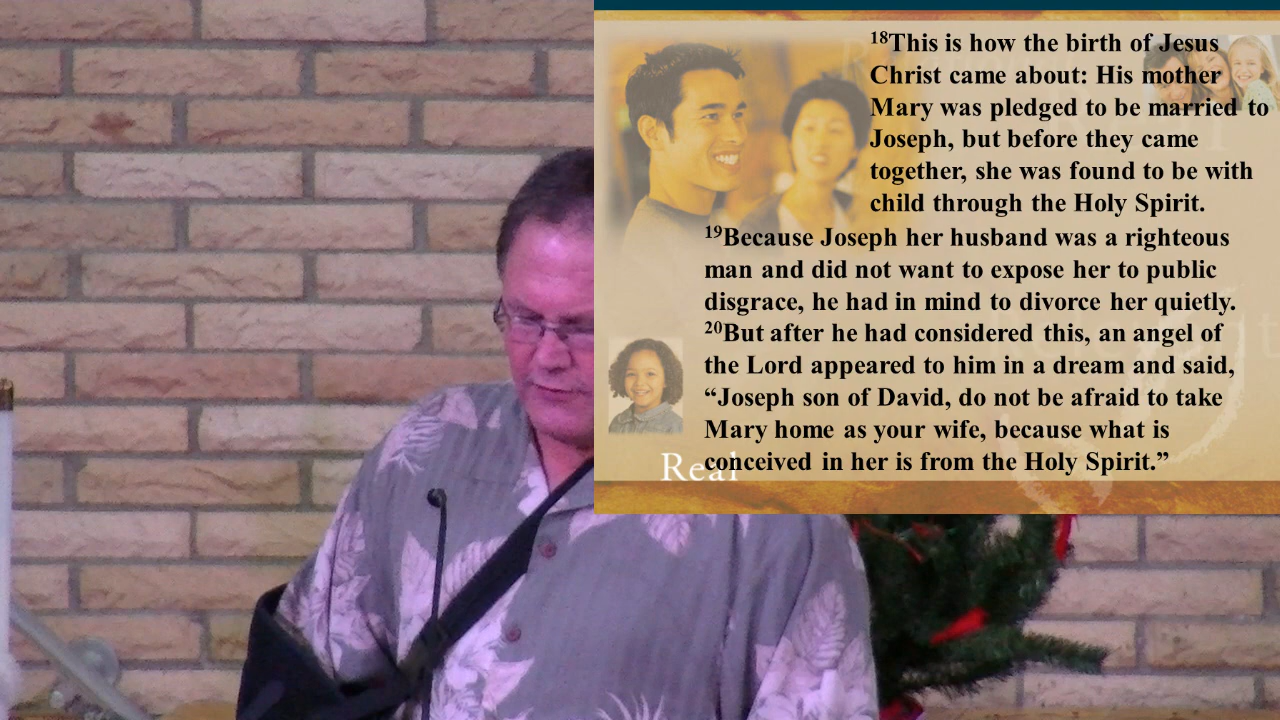 18This is how the birth of Jesus
Christ came about: His mother
Mary was pledged to be married to
Joseph, but before they came
together, she was found to be with
child through the Holy Spirit.
19Because Joseph her husband was a righteous
man and did not want to expose her to public
disgrace, he had in mind to divorce her quietly.
20But after he had considered this, an angel of
the Lord appeared to him in a dream and said,
“Joseph son of David, do not be afraid to take
Mary home as your wife, because what is
conceived in her is from the Holy Spirit.”
Real